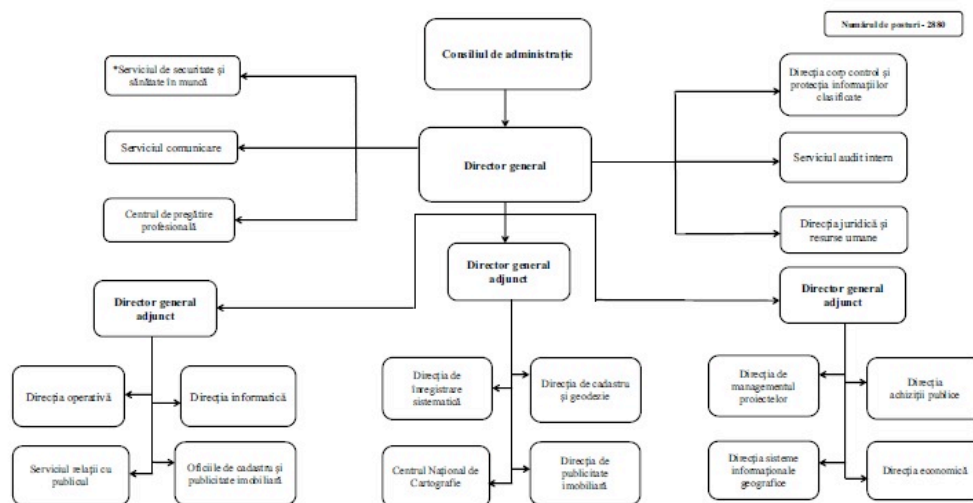 Numărul de posturi - 2880
Consiliul de administrație
*Serviciul de securitate și
sănătate în muncă
Direcția corp control și
protecția informațiilor
clasificate
Serviciul comunicare
Director general
Serviciul audit intern
Centrul de pregătire
profesională
Direcția juridică și
resurse umane
Director general
adjunct
Director general
adjunct
Director general
adjunct
Direcția operativă
Direcția informatică
Serviciul relații cu
publicul
Oficiile de cadastru și
publicitate imobiliară
Direcția de
înregistrare
sistematică
Direcția de cadastru
și geodezie
Centrul Național de
Cartografie
Direcția de
publicitate
imobiliară
Direcția de
managementul
proiectelor
Direcția
achiziții publice
Direcția sisteme
informaționale
geografice
Direcția economică